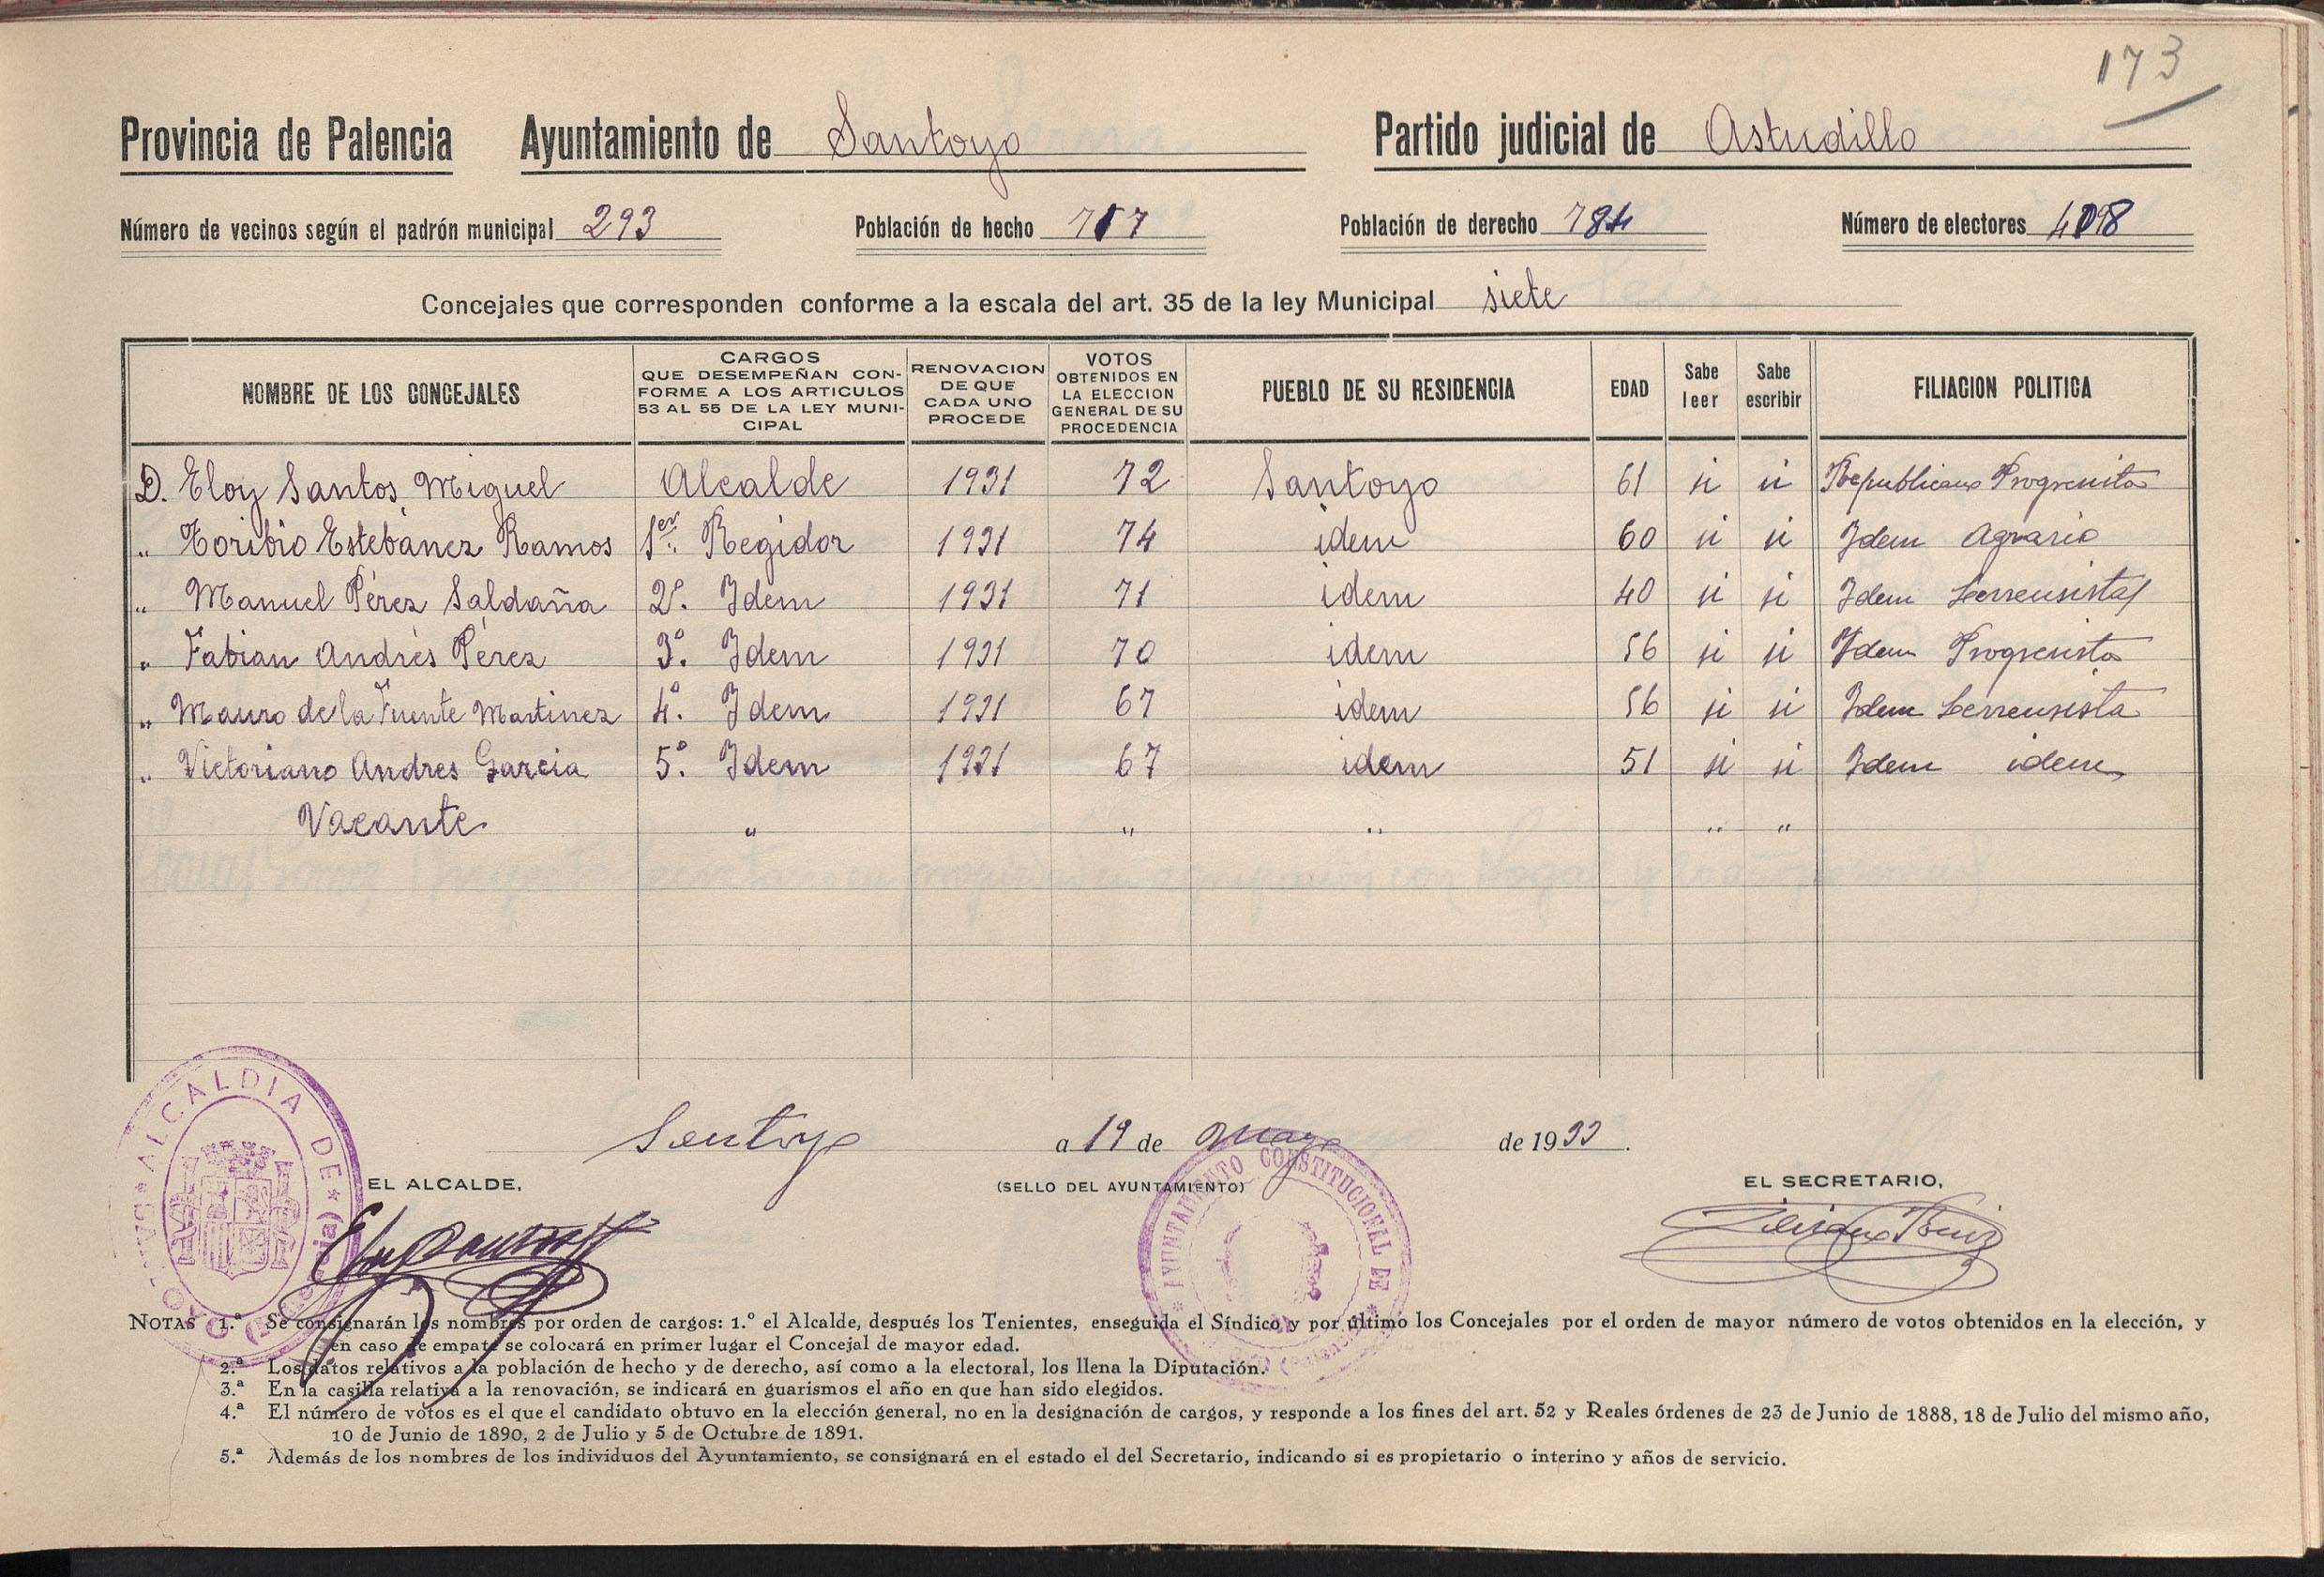 173
Provincia de Palencia Ayuntamiento de Santoyo Partido judicial de Astudillo
Número de vecinos según el padrón municipal 293 Población de hecho 717 Población de derecho 784 Número de electores
Concejales que corresponden conforme a la escala del art. 35 de la ley Municipal siete
NOMBRE DE LOS CONCEJALES CARGOS QUE DESEMPEÑAN CON-FORME A LOS ARTICULOS 53 AL 55 DE LA LEY MUNI-CIPAL RENOVACION DE QUE CADA UNO PROCEDE VOTOS OBTENIDOS EN LA ELECCION GENERAL DE SU PROCEDENCIA PUEBLO DE SU RESIDENCIA EDAD Sabe leer Sabe escribir FILIACION POLITICA
D. Eloy Santos Miguel Alcalde 1931 72 Santoyo 61 si si Republicano Progresista
" Toribio Estébanez Ramos 1er. Regidor 1931 74 idem 60 si si Idem Agrario
" Manuel Pérez Saldaña 2º. Idem 1931 71 idem 40 si si Idem Lerrousista
" Fabian Andrés Pérez 3º. Idem 1931 70 idem 56 si si Idem Progresista
" Mauro de la Fuente Martinez 4º. Idem 1931 67 idem 56 si si Idem Lerrousista
" Victoriano Andres Garcia 5º. Idem 1931 67 idem 51 si si Idem idem
Vacante " " " " "
Santoyo a 19 de Mayo de 1933.
EL ALCALDE, (SELLO DEL AYUNTAMIENTO) EL SECRETARIO,
ALCALDIA DE * SANTOYO * (Palencia)
AYUNTAMIENTO CONSTITUCIONAL DE
Eloy Santos
NOTAS 1.ª Se consignarán los nombres por orden de cargos: 1.º el Alcalde, después los Tenientes, enseguida el Síndico y por último los Concejales por el orden de mayor número de votos obtenidos en la elección, y
en caso de empate se colocará en primer lugar el Concejal de mayor edad.
2.ª Los datos relativos a la población de hecho y de derecho, así como a la electoral, los llena la Diputación.
3.ª En la casilla relativa a la renovación, se indicará en guarismos el año en que han sido elegidos.
4.ª El número de votos es el que el candidato obtuvo en la elección general, no en la designación de cargos, y responde a los fines del art. 52 y Reales órdenes de 23 de Junio de 1888, 18 de Julio del mismo año,
10 de Junio de 1890, 2 de Julio y 5 de Octubre de 1891.
5.ª Además de los nombres de los individuos del Ayuntamiento, se consignará en el estado el del Secretario, indicando si es propietario o interino y años de servicio.